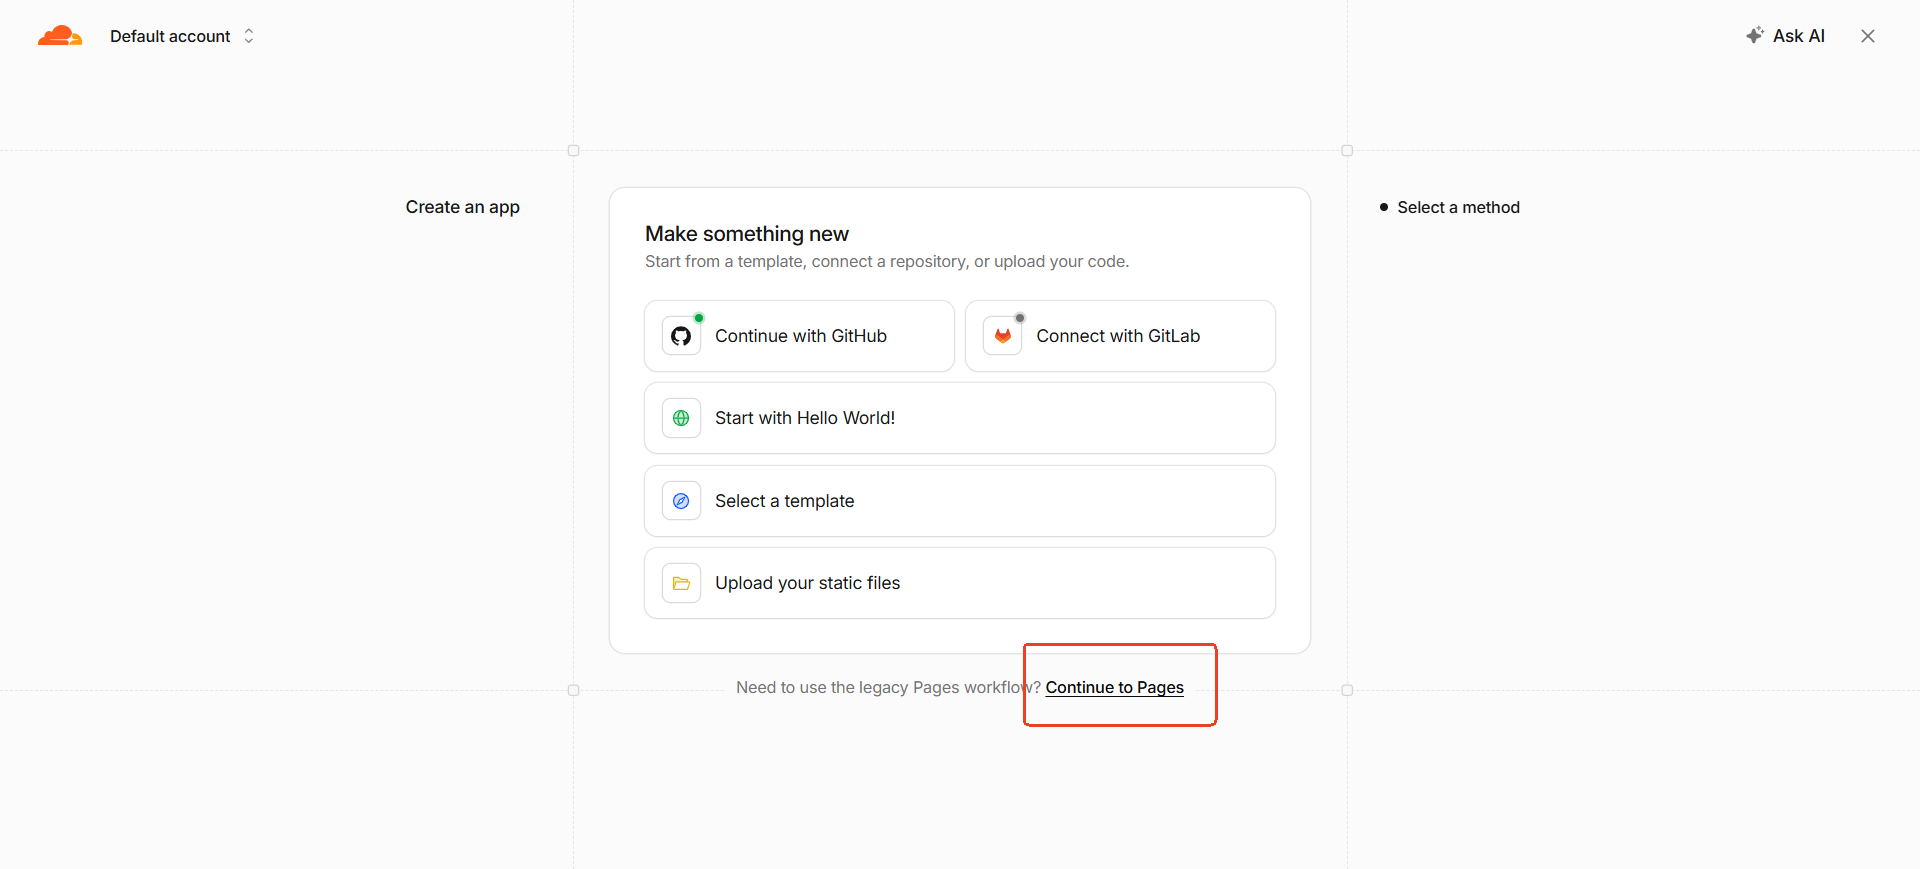 Default account
Ask AI
Create an app
Make something new
Start from a template, connect a repository, or upload your code.
Continue with GitHub
Connect with GitLab
Start with Hello World!
Select a template
Upload your static files
Need to use the legacy Pages workflow? Continue to Pages
Select a method